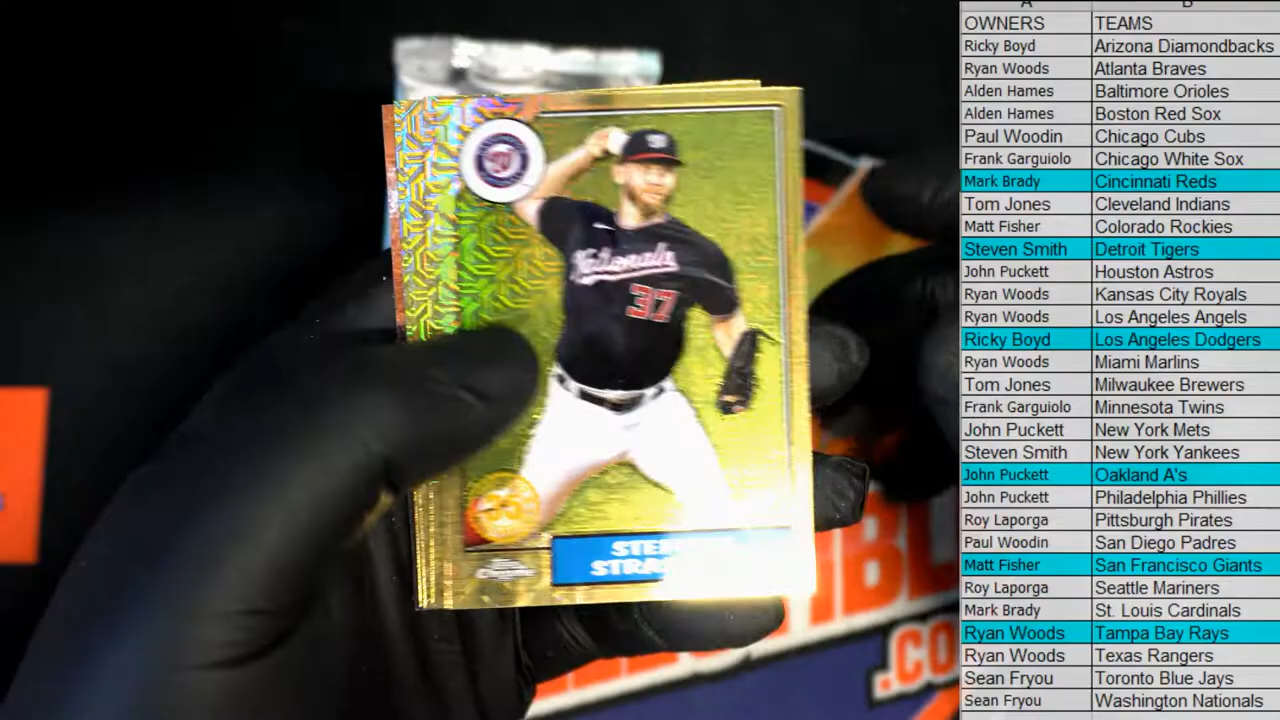 Nationals
37
35
A B
OWNERS TEAMS
Ricky Boyd Arizona Diamondbacks
Ryan Woods Atlanta Braves
Alden Hames Baltimore Orioles
Alden Hames Boston Red Sox
Paul Woodin Chicago Cubs
Frank Garguiolo Chicago White Sox
Mark Brady Cincinnati Reds
Tom Jones Cleveland Indians
Matt Fisher Colorado Rockies
Steven Smith Detroit Tigers
John Puckett Houston Astros
Ryan Woods Kansas City Royals
Ryan Woods Los Angeles Angels
Ricky Boyd Los Angeles Dodgers
Ryan Woods Miami Marlins
Tom Jones Milwaukee Brewers
Frank Garguiolo Minnesota Twins
John Puckett New York Mets
Steven Smith New York Yankees
John Puckett Oakland A's
John Puckett Philadelphia Phillies
Roy Laporga Pittsburgh Pirates
Paul Woodin San Diego Padres
Matt Fisher San Francisco Giants
Roy Laporga Seattle Mariners
Mark Brady St. Louis Cardinals
Ryan Woods Tampa Bay Rays
Ryan Woods Texas Rangers
Sean Fryou Toronto Blue Jays
Sean Fryou Washington Nationals